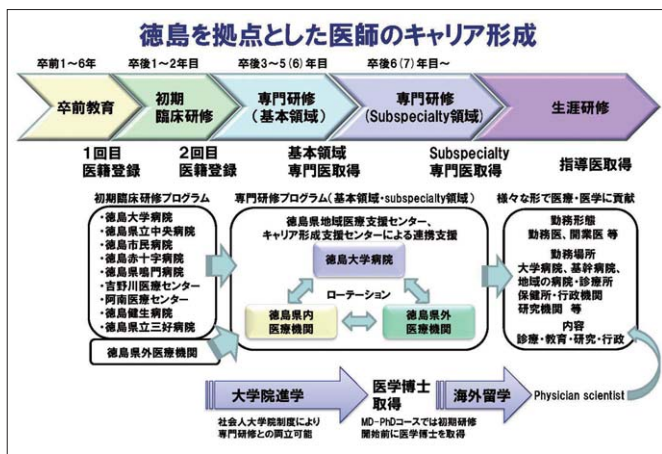 徳島を拠点とした医師のキャリア形成
卒前1～6年
卒後1～2年目
卒後3～5(6)年目
卒後6(7)年目～
卒前教育
初期
臨床研修
専門研修
(基本領域)
専門研修
(Subspecialty領域)
生涯研修
1回目
医籍登録
2回目
医籍登録
基本領域
専門医取得
Subspecialty
専門医取得
指導医取得
初期臨床研修プログラム
・徳島大学病院
・徳島県立中央病院
・徳島市民病院
・徳島赤十字病院
・徳島県鳴門病院
・吉野川医療センター
・阿南医療センター
・徳島健生病院
・徳島県立三好病院
徳島県外医療機関
専門研修プログラム(基本領域・subspecialty領域)
徳島県地域医療支援センター、
キャリア形成支援センターによる連携支援
徳島大学病院
ローテーション
徳島県内
医療機関
徳島県外
医療機関
様々な形で医療・医学に貢献
勤務形態
勤務医、開業医 等
勤務場所
大学病院、基幹病院、
地域の病院・診療所
保健所・行政機関
研究機関 等
内容
診療・教育・研究・行政
大学院進学
医学博士
取得
海外留学
Physician scientist
社会人大学院制度により
専門研修との両立可能
MD-PhDコースでは初期研修
開始前に医学博士を取得